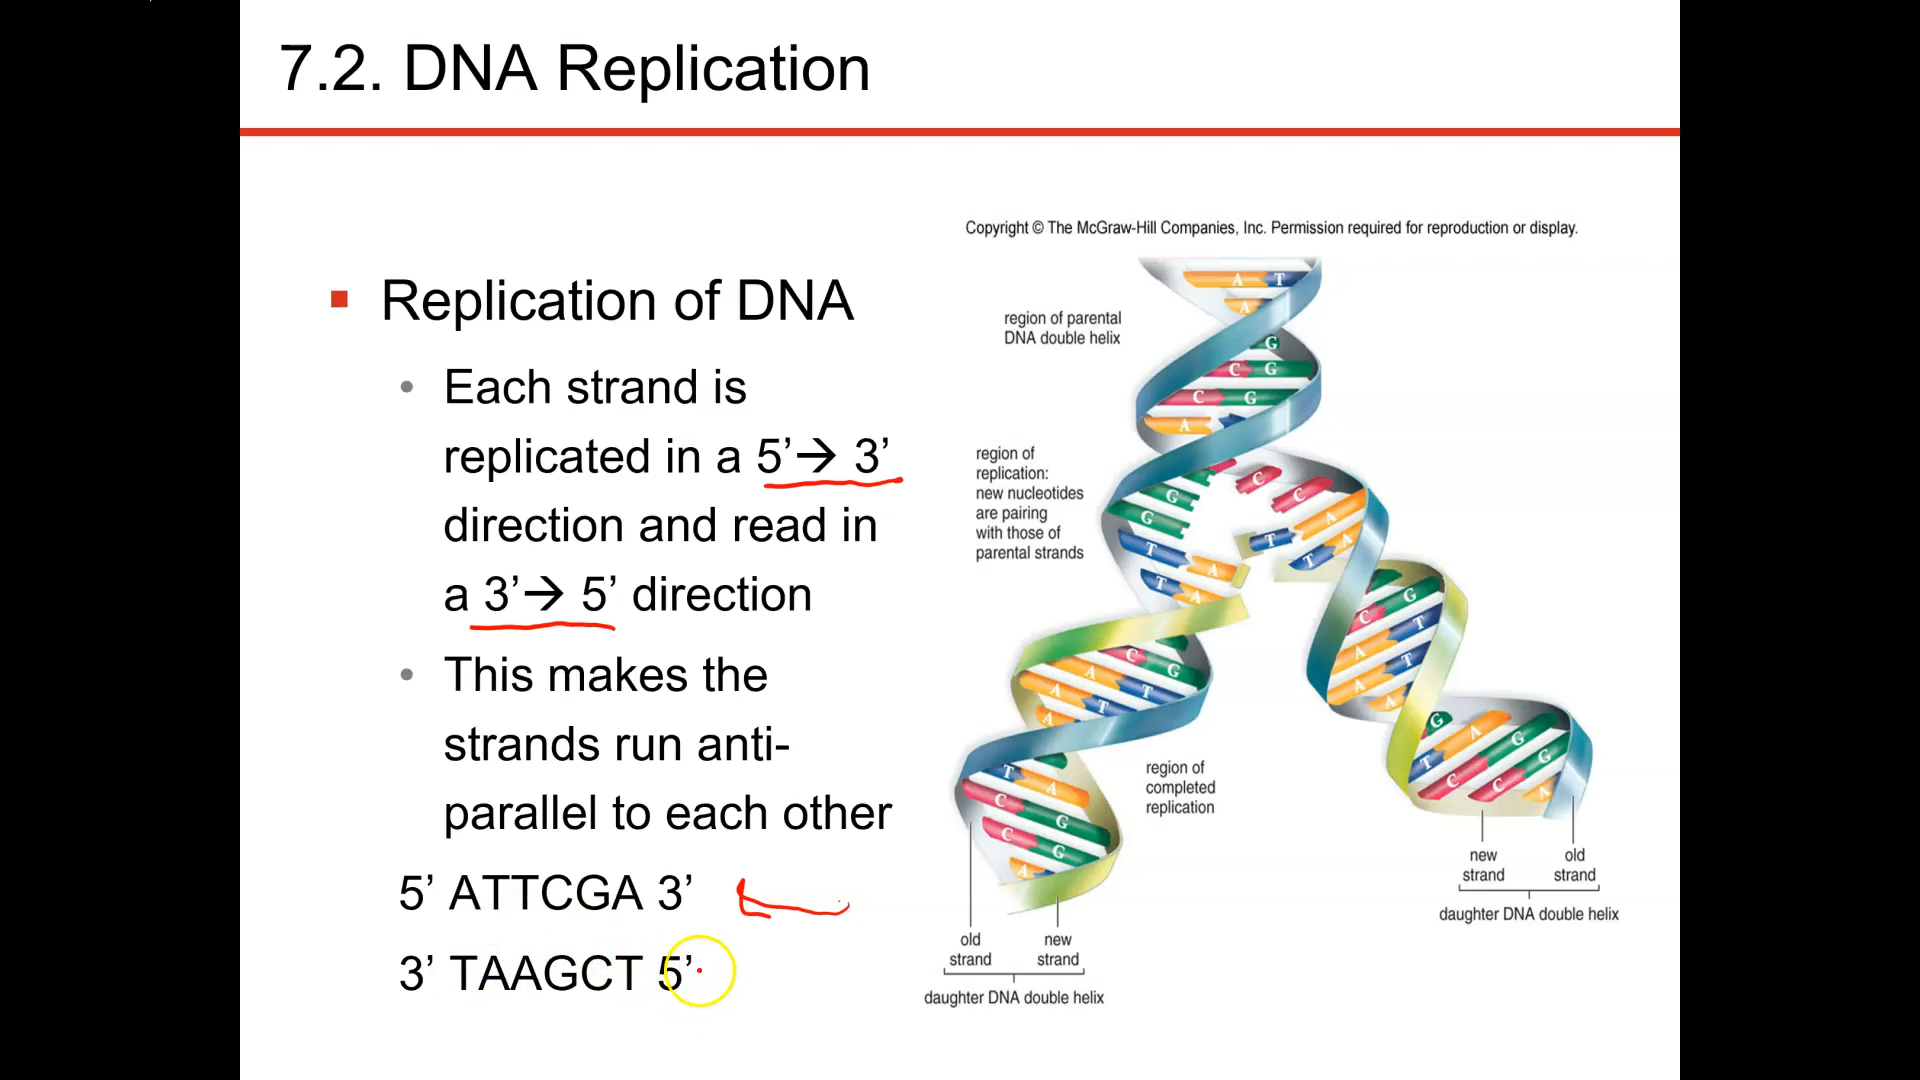 7.2. DNA Replication
Copyright © The McGraw-Hill Companies, Inc. Permission required for reproduction or display.
▪ Replication of DNA
• Each strand is
replicated in a 5’→ 3’
direction and read in
a 3’→ 5’ direction
• This makes the
strands run anti-
parallel to each other
5’ ATTCGA 3’
3’ TAAGCT 5’
region of parental
DNA double helix
region of
replication:
new nucleotides
are pairing
with those of
parental strands
region of
completed
replication
A T
A
G
C G
C G
A
G
G
T A
T A
C
C
A
T A
T
C G
A T
A T
A
T A
C G
C G
A
G
C T
A T
A
A
G A G
T C C G
A
old
strand
new
strand
daughter DNA double helix
new
strand
old
strand
daughter DNA double helix